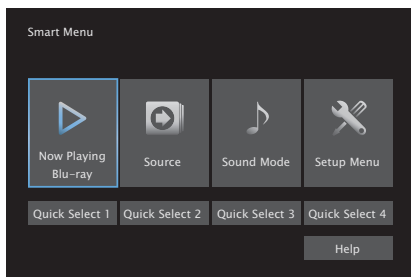 Smart Menu
Now Playing
Blu-ray
Source
Sound Mode
Setup Menu
Quick Select 1
Quick Select 2
Quick Select 3
Quick Select 4
Help